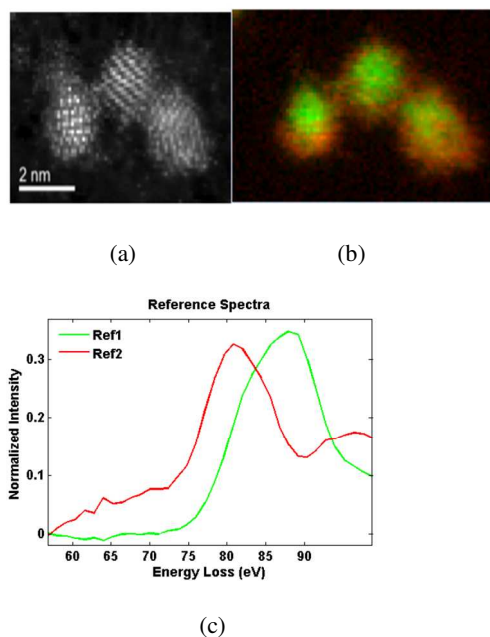 2 nm
(a)
(b)
Reference Spectra
Ref1
Ref2
Normalized Intensity
0.3
0.2
0.1
0
60
65
70
75
80
85
90
Energy Loss (eV)
(c)